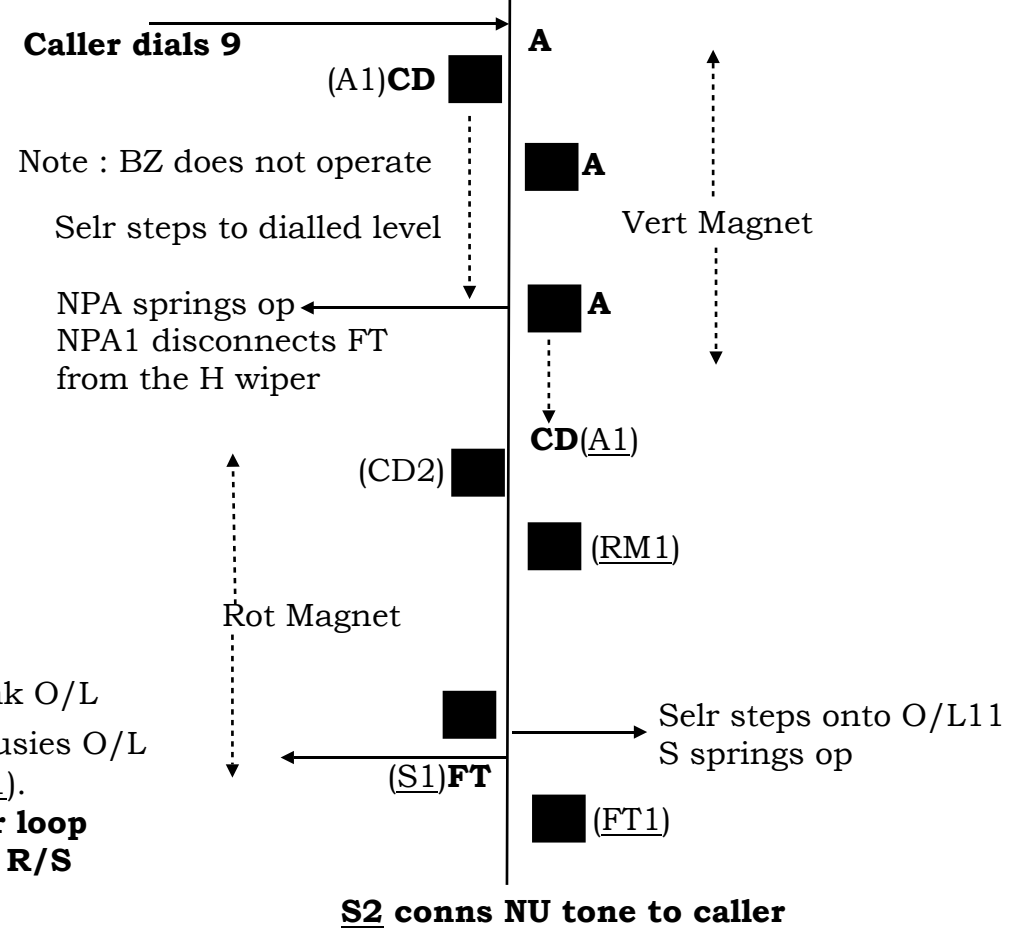 Caller dials 9
A
(A1)CD
Note : BZ does not operate
A
Selr steps to dialled level
Vert Magnet
NPA springs op
A
NPA1 disconnects FT
from the H wiper
CD(A1)
(CD2)
(RM1)
Rot Magnet
O/L
Selr steps onto O/L11
O/L
S springs op
(S1)FT
).
(FT1)
loop
R/S
S2 conns NU tone to caller